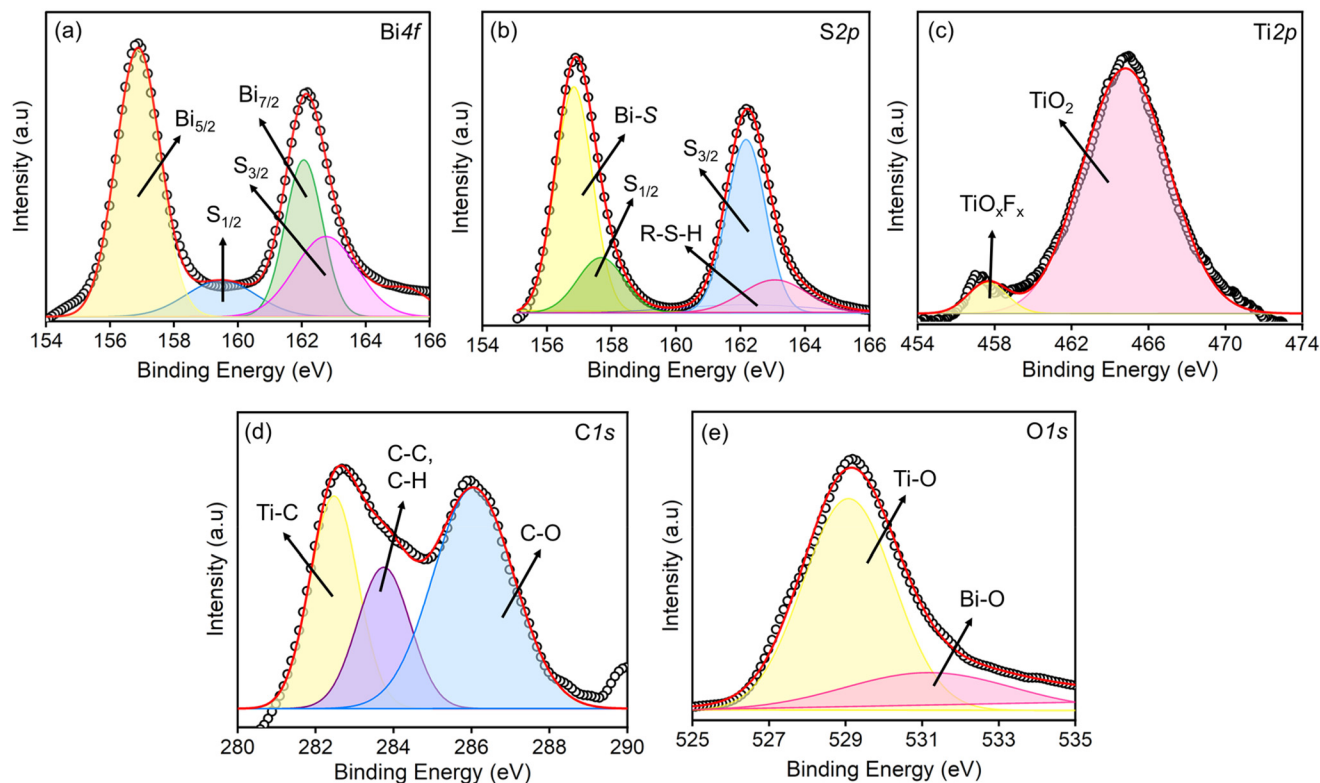 (a)
Bi4f
Bi5/2
Bi7/2
S3/2
S1/2
Intensity (a.u)
154 156 158 160 162 164 166
Binding Energy (eV)
(b)
S2p
Bi-S
S1/2
S3/2
R-S-H
Intensity (a.u)
154 156 158 160 162 164 166
Binding Energy (eV)
(c)
Ti2p
TiO2
TiOxFx
Intensity (a.u)
454 458 462 466 470 474
Binding Energy (eV)
(d)
C1s
C-C,
C-H
Ti-C
C-O
Intensity (a.u)
280 282 284 286 288 290
Binding Energy (eV)
(e)
O1s
Ti-O
Bi-O
Intensity (a.u)
525 527 529 531 533 535
Binding Energy (eV)